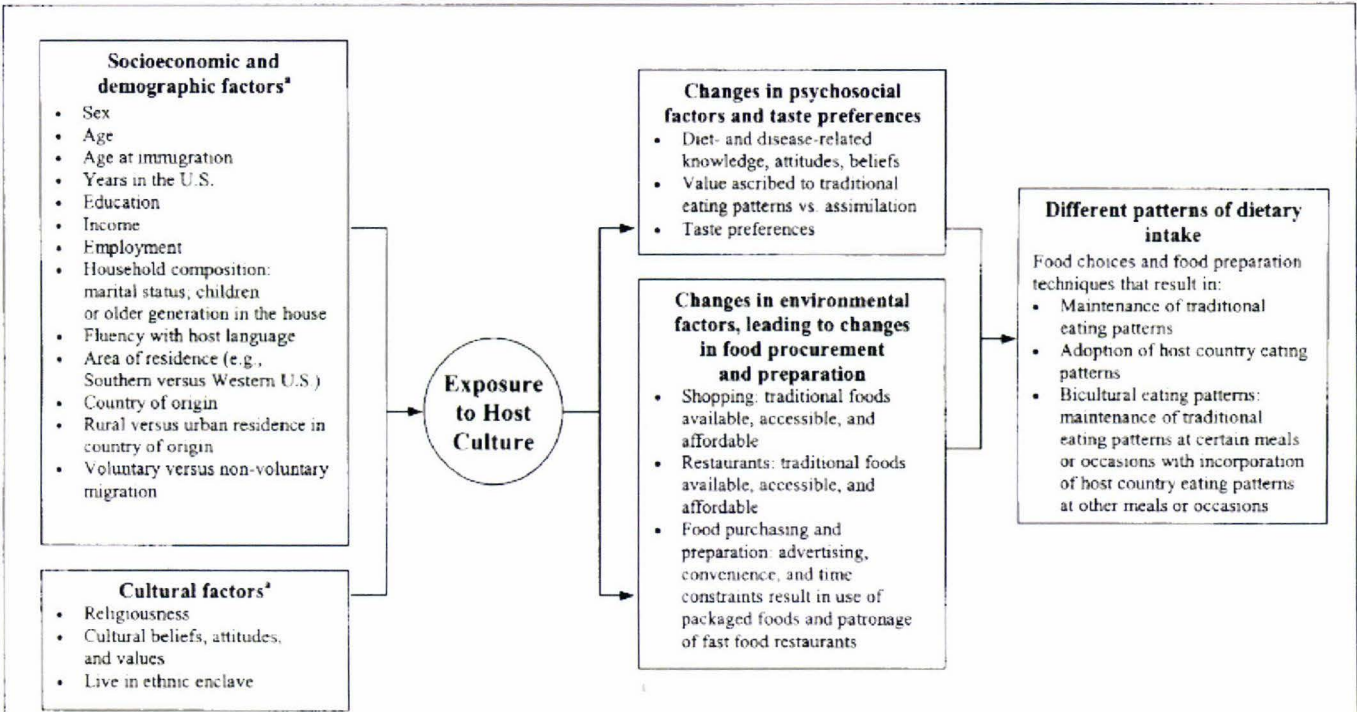 Socioeconomic and
demographic factorsª
• Sex
• Age
• Age at immigration
• Years in the U.S.
• Education
• Income
• Employment
• Household composition:
marital status, children
or older generation in the house
• Fluency with host language
• Area of residence (e.g.,
Southern versus Western U.S.)
• Country of origin
• Rural versus urban residence in
country of origin
• Voluntary versus non-voluntary
migration
Cultural factorsª
• Religiousness
• Cultural beliefs, attitudes,
and values
• Live in ethnic enclave
Exposure
to Host
Culture
Changes in psychosocial
factors and taste preferences
• Diet- and disease-related
knowledge, attitudes, beliefs
• Value ascribed to traditional
eating patterns vs. assimilation
• Taste preferences
Changes in environmental
factors, leading to changes
in food procurement
and preparation
• Shopping: traditional foods
available, accessible, and
affordable
• Restaurants: traditional foods
available, accessible, and
affordable
• Food purchasing and
preparation: advertising,
convenience, and time
constraints result in use of
packaged foods and patronage
of fast food restaurants
Different patterns of dietary
intake
Food choices and food preparation
techniques that result in:
• Maintenance of traditional
eating patterns
• Adoption of host country eating
patterns
• Bicultural eating patterns:
maintenance of traditional
eating patterns at certain meals
or occasions with incorporation
of host country eating patterns
at other meals or occasions